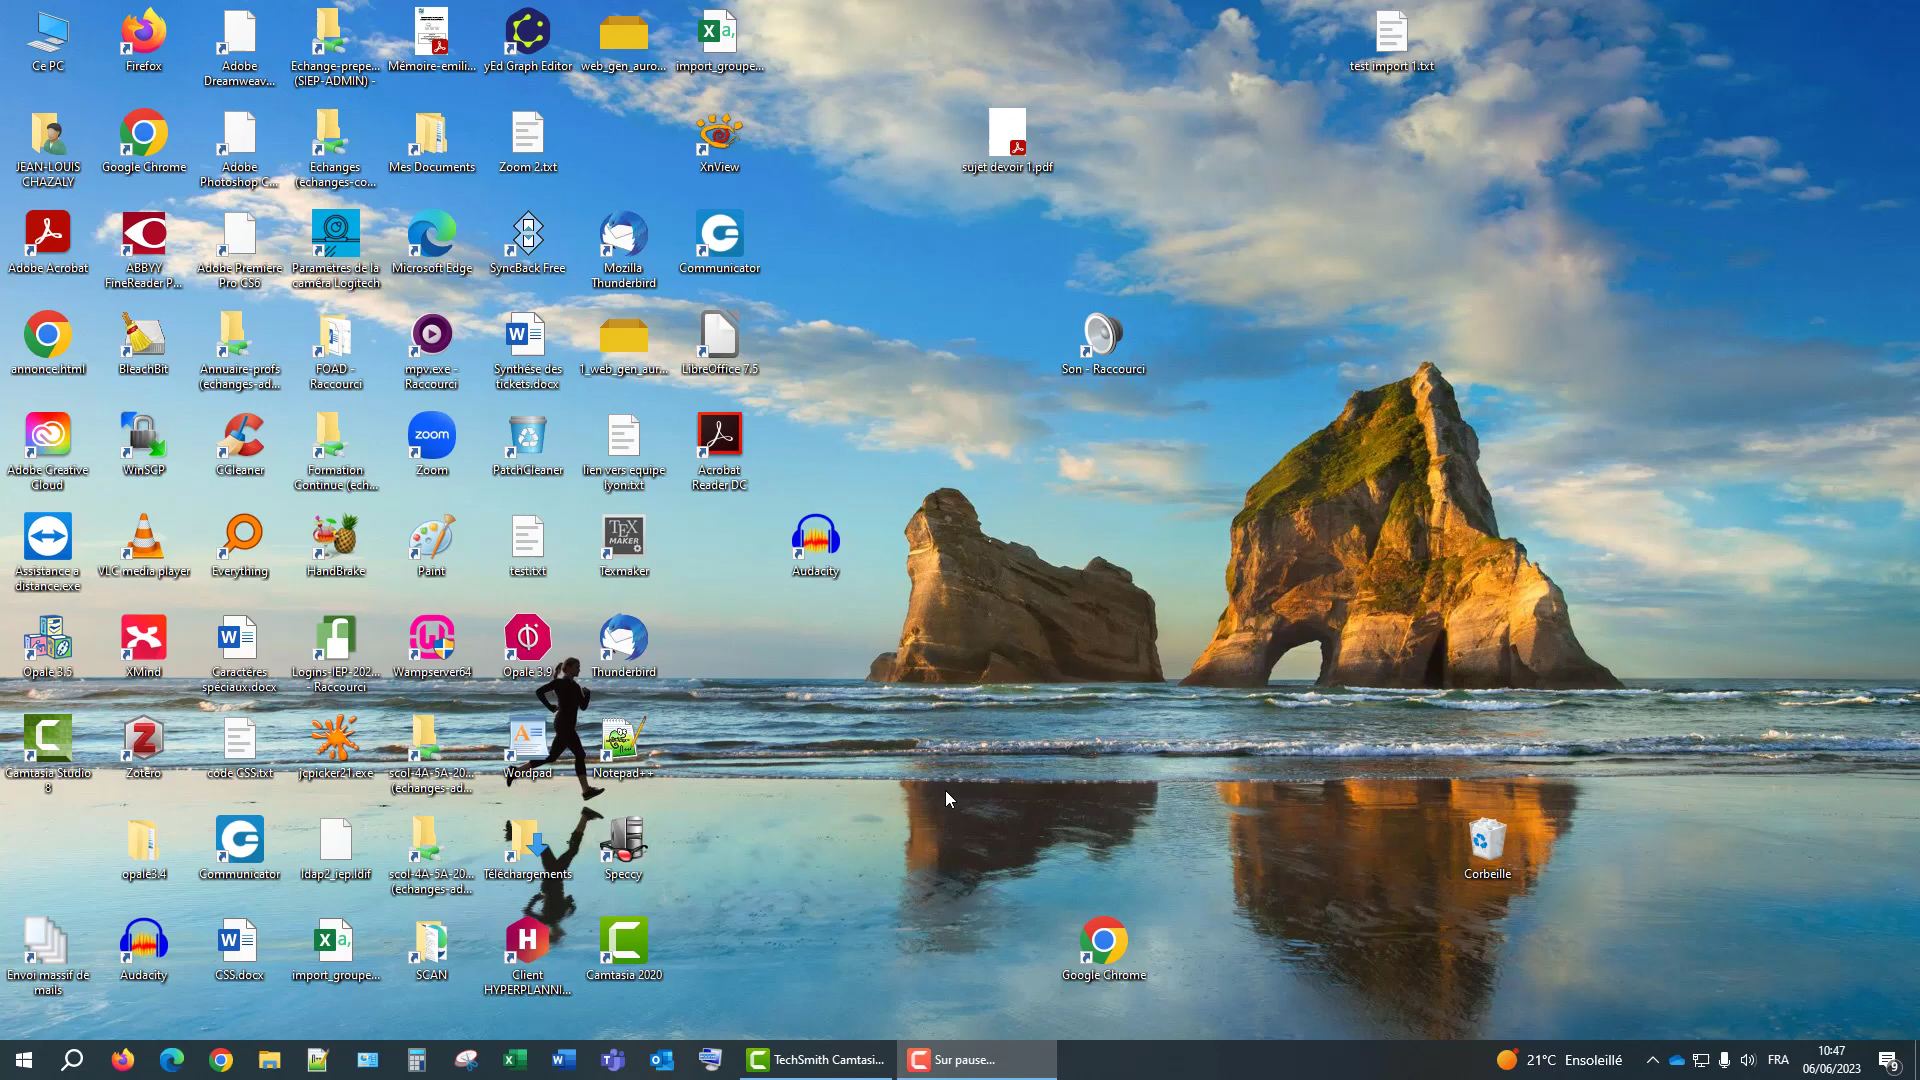 Ce PC
Firefox
Adobe
Dreamweav...
Echange-prepe...
(SIEP-ADMIN) -
Mémoire-emili...
yEd Graph Editor
web_gen_auro...
import_groupe...
test import 1.txt
JEAN-LOUIS
CHAZALY
Google Chrome
Adobe
Photoshop C...
Echanges
(echanges-co...
Mes Documents
Zoom 2.txt
XnView
sujet devoir 1.pdf
Adobe Acrobat
ABBYY
FineReader P...
Adobe Premiere
Pro CS6
Paramètres de la
caméra Logitech
Microsoft Edge
SyncBack Free
Mozilla
Thunderbird
Communicator
annonce.html
BleachBit
Annuaire-profs
(echanges-ad...
FOAD -
Raccourci
mpv.exe -
Raccourci
Synthèse des
tickets.docx
1_web_gen_aur...
LibreOffice 7.5
Son - Raccourci
Adobe Creative
Cloud
WinSCP
CCleaner
Formation
Continue (ech...
zoom
Zoom
PatchCleaner
lien vers equipe
lyon.txt
Acrobat
Reader DC
Assistance a
distance.exe
VLC media player
Everything
HandBrake
Paint
test.txt
TEX
MAKER
Texmaker
Audacity
Opale 3.5
XMind
Caractères
spéciaux.docx
Logins-IEP-202...
- Raccourci
Wampserver64
Opale 3.9
Thunderbird
Camtasia Studio
8
Zotero
code CSS.txt
jcpicker21.exe
scol-4A-5A-20...
(echanges-ad...
Wordpad
Notepad++
opale3.4
Communicator
ldap2_iep.ldif
scol-4A-5A-20...
(echanges-ad...
Téléchargements
Speccy
Corbeille
Envoi massif de
mails
Audacity
CSS.docx
import_groupe...
SCAN
Client
HYPERPLANNI...
Camtasia 2020
Google Chrome
TechSmith Camtasi...
Sur pause...
21°C Ensoleillé
FRA
10:47
06/06/2023
9